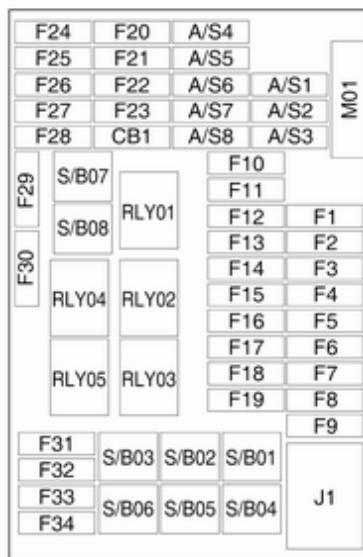 F24 F20 A/S4
F25 F21 A/S5
F26 F22 A/S6 A/S1
F27 F23 A/S7 A/S2
F28 CB1 A/S8 A/S3
M01
F29
F30
S/B07
S/B08
RLY01
RLY04 RLY02
RLY05 RLY03
F10
F11
F12 F1
F13 F2
F14 F3
F15 F4
F16 F5
F17 F6
F18 F7
F19 F8
F9
F31
F32
F33
F34
S/B03 S/B02 S/B01
S/B06 S/B05 S/B04
J1